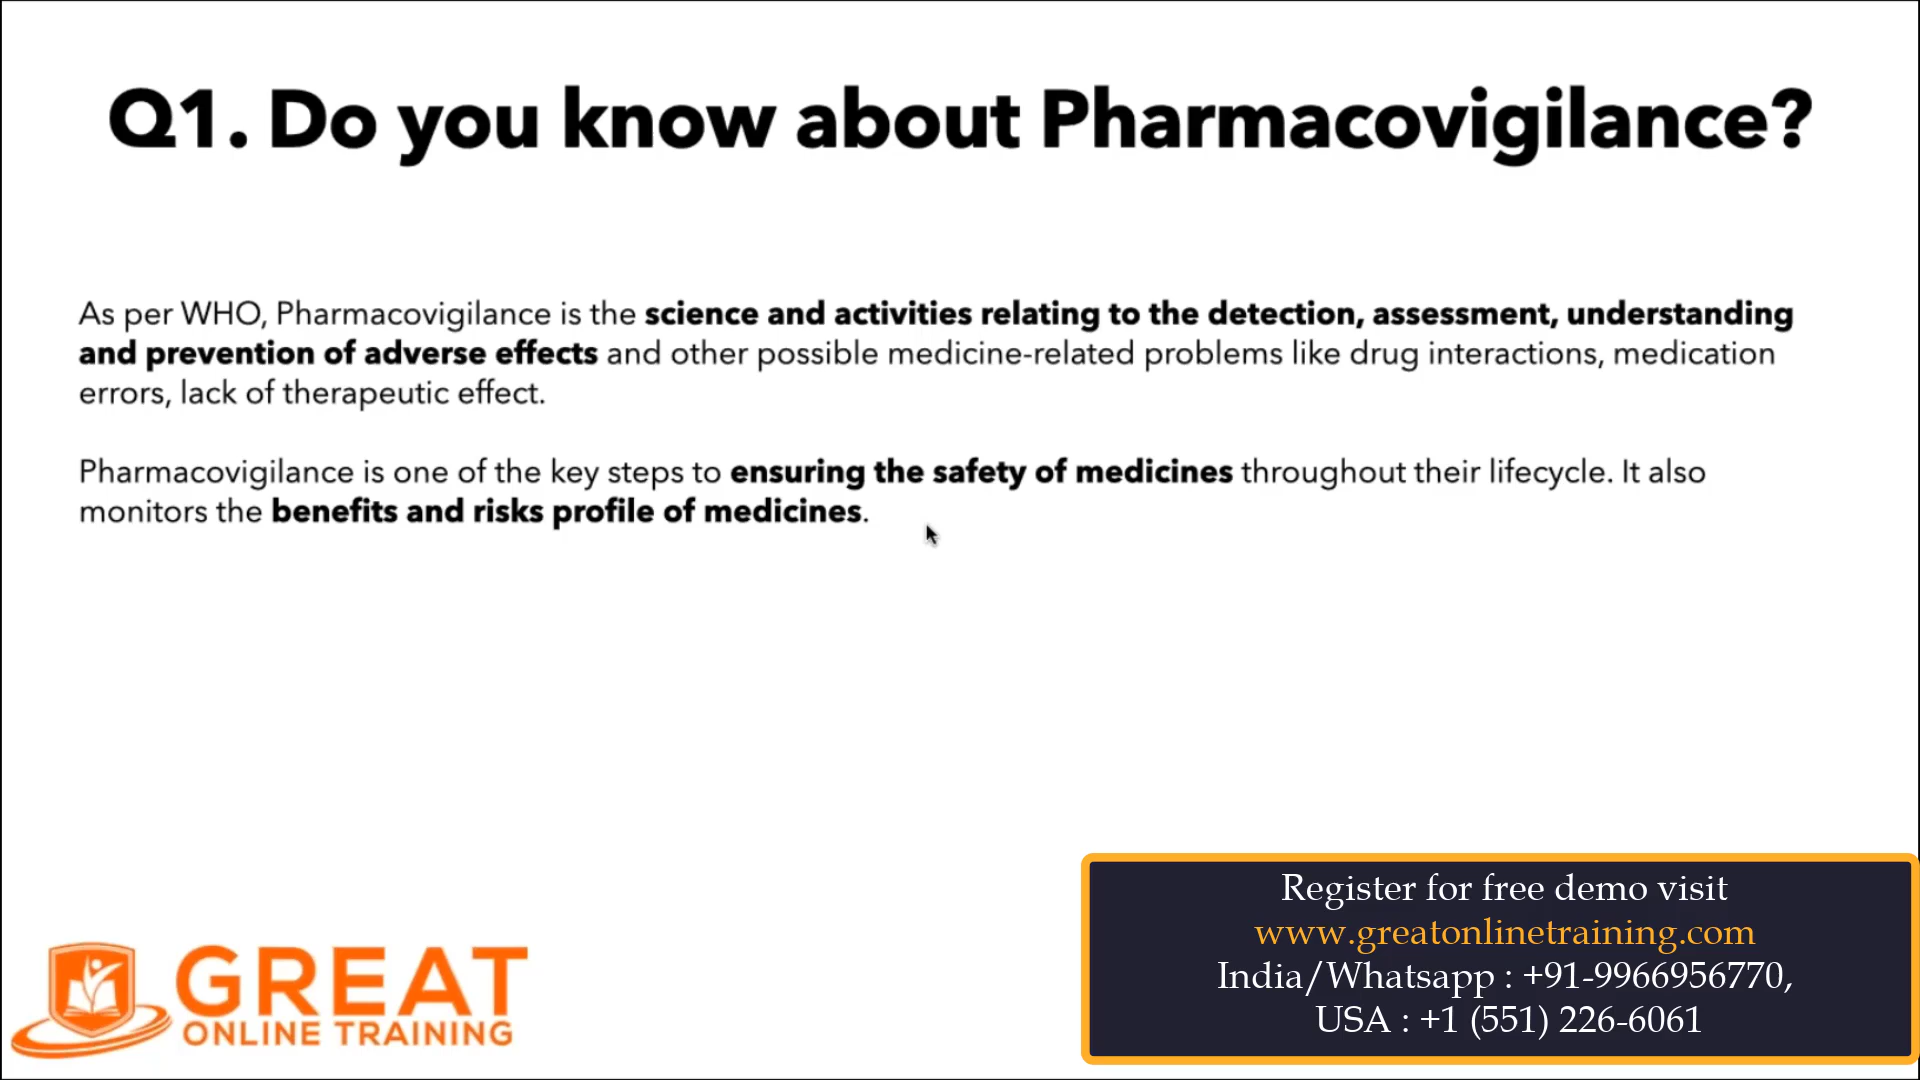 Q1. Do you know about Pharmacovigilance?
As per WHO, Pharmacovigilance is the science and activities relating to the detection, assessment, understanding
and prevention of adverse effects and other possible medicine-related problems like drug interactions, medication
errors, lack of therapeutic effect.
Pharmacovigilance is one of the key steps to ensuring the safety of medicines throughout their lifecycle. It also
monitors the benefits and risks profile of medicines.
GREAT
ONLINE TRAINING
Register for free demo visit
www.greatonlinetraining.com
India/Whatsapp : +91-9966956770,
USA : +1 (551) 226-6061